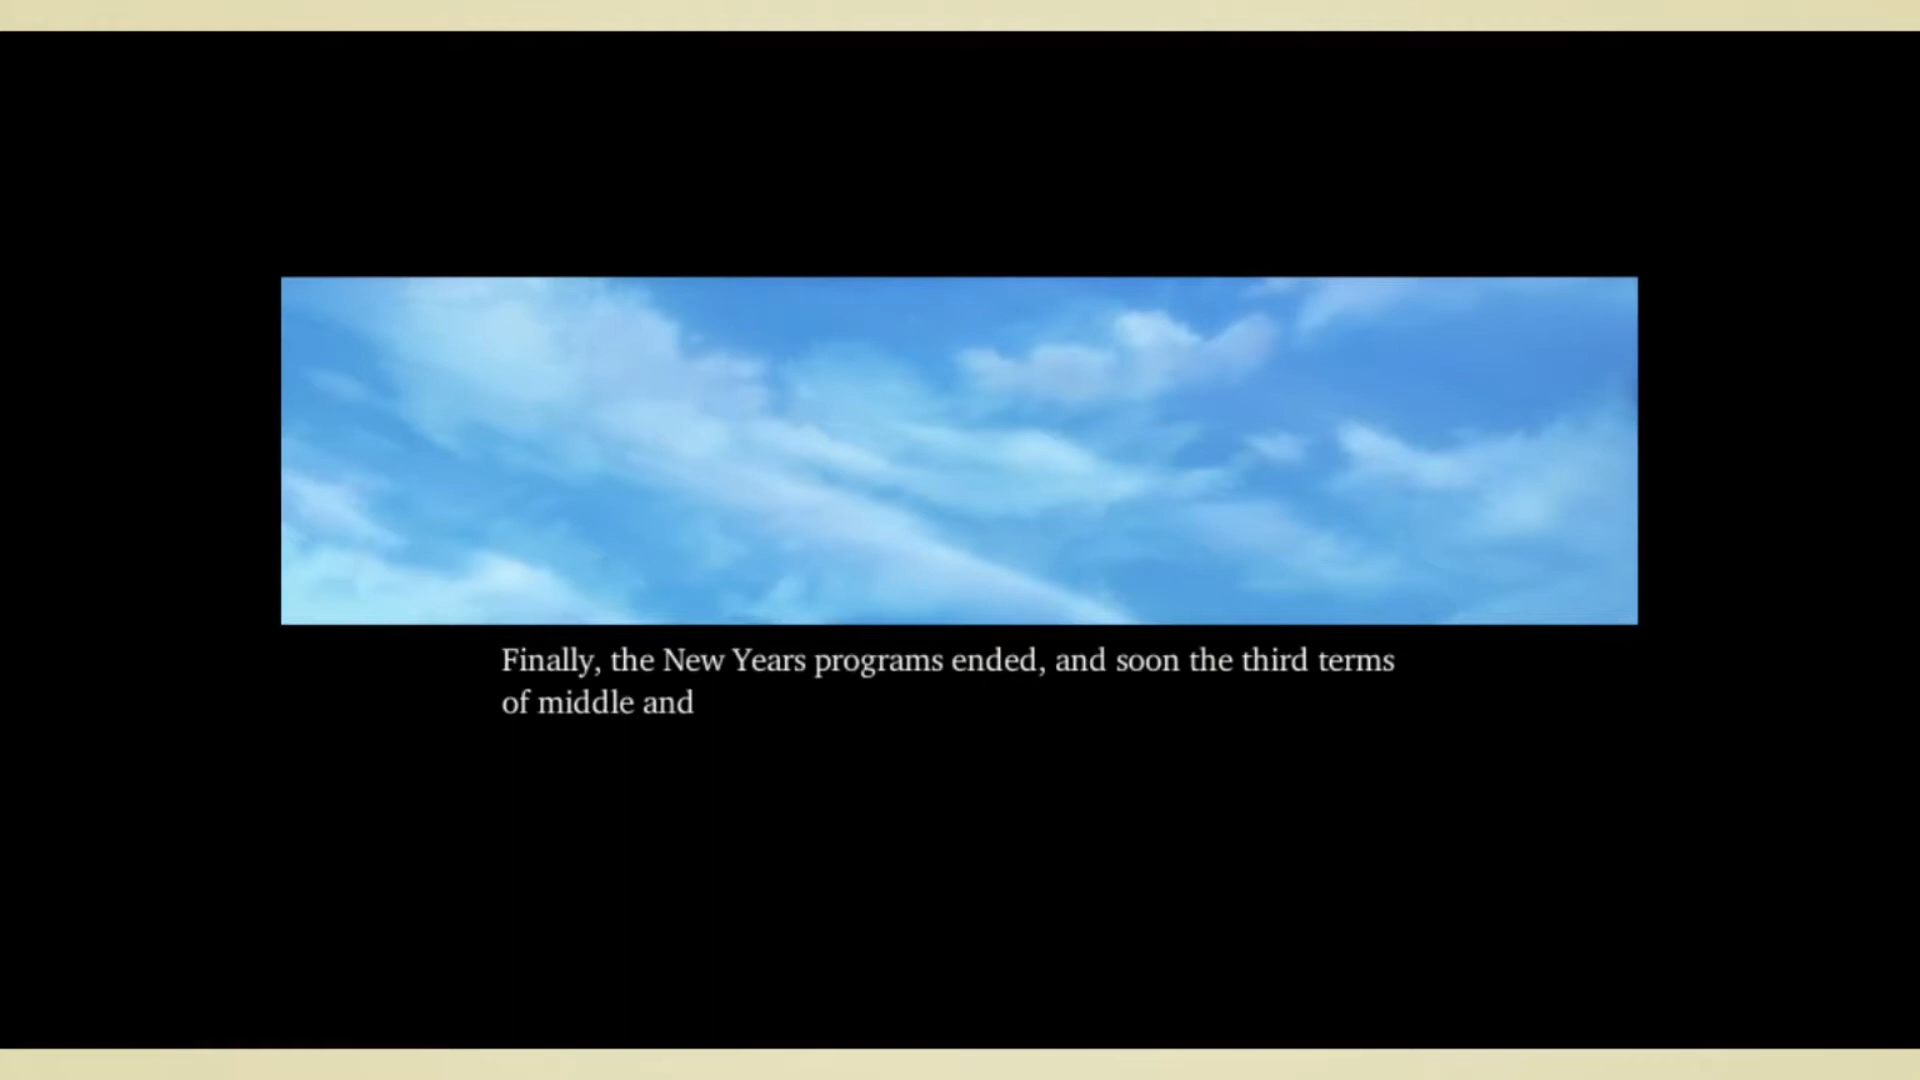 Finally, the New Years programs ended, and soon the third terms
of middle and